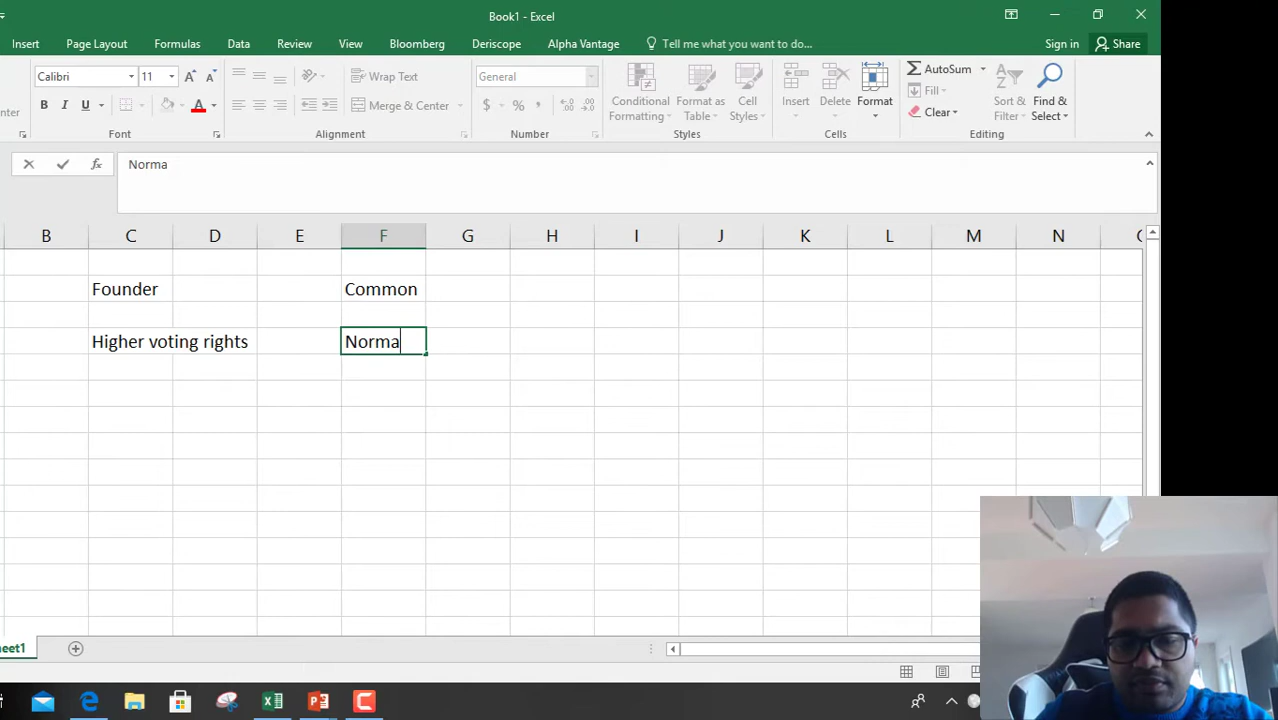 Book1 - Excel
Insert Page Layout Formulas Data Review View Bloomberg Deriscope Alpha Vantage Tell me what you want to do... Sign in Share
Calibri 11 A A Wrap Text General AutoSum
Fill
B I U A Merge & Center $ % , Conditional Formatting Format as Table Cell Styles Insert Delete Format Clear Sort & Filter Find & Select
nter Font Alignment Number Styles Cells Editing
fx Norma
B C D E F G H I J K L M N
Founder Common
Higher voting rights Norma
eet1